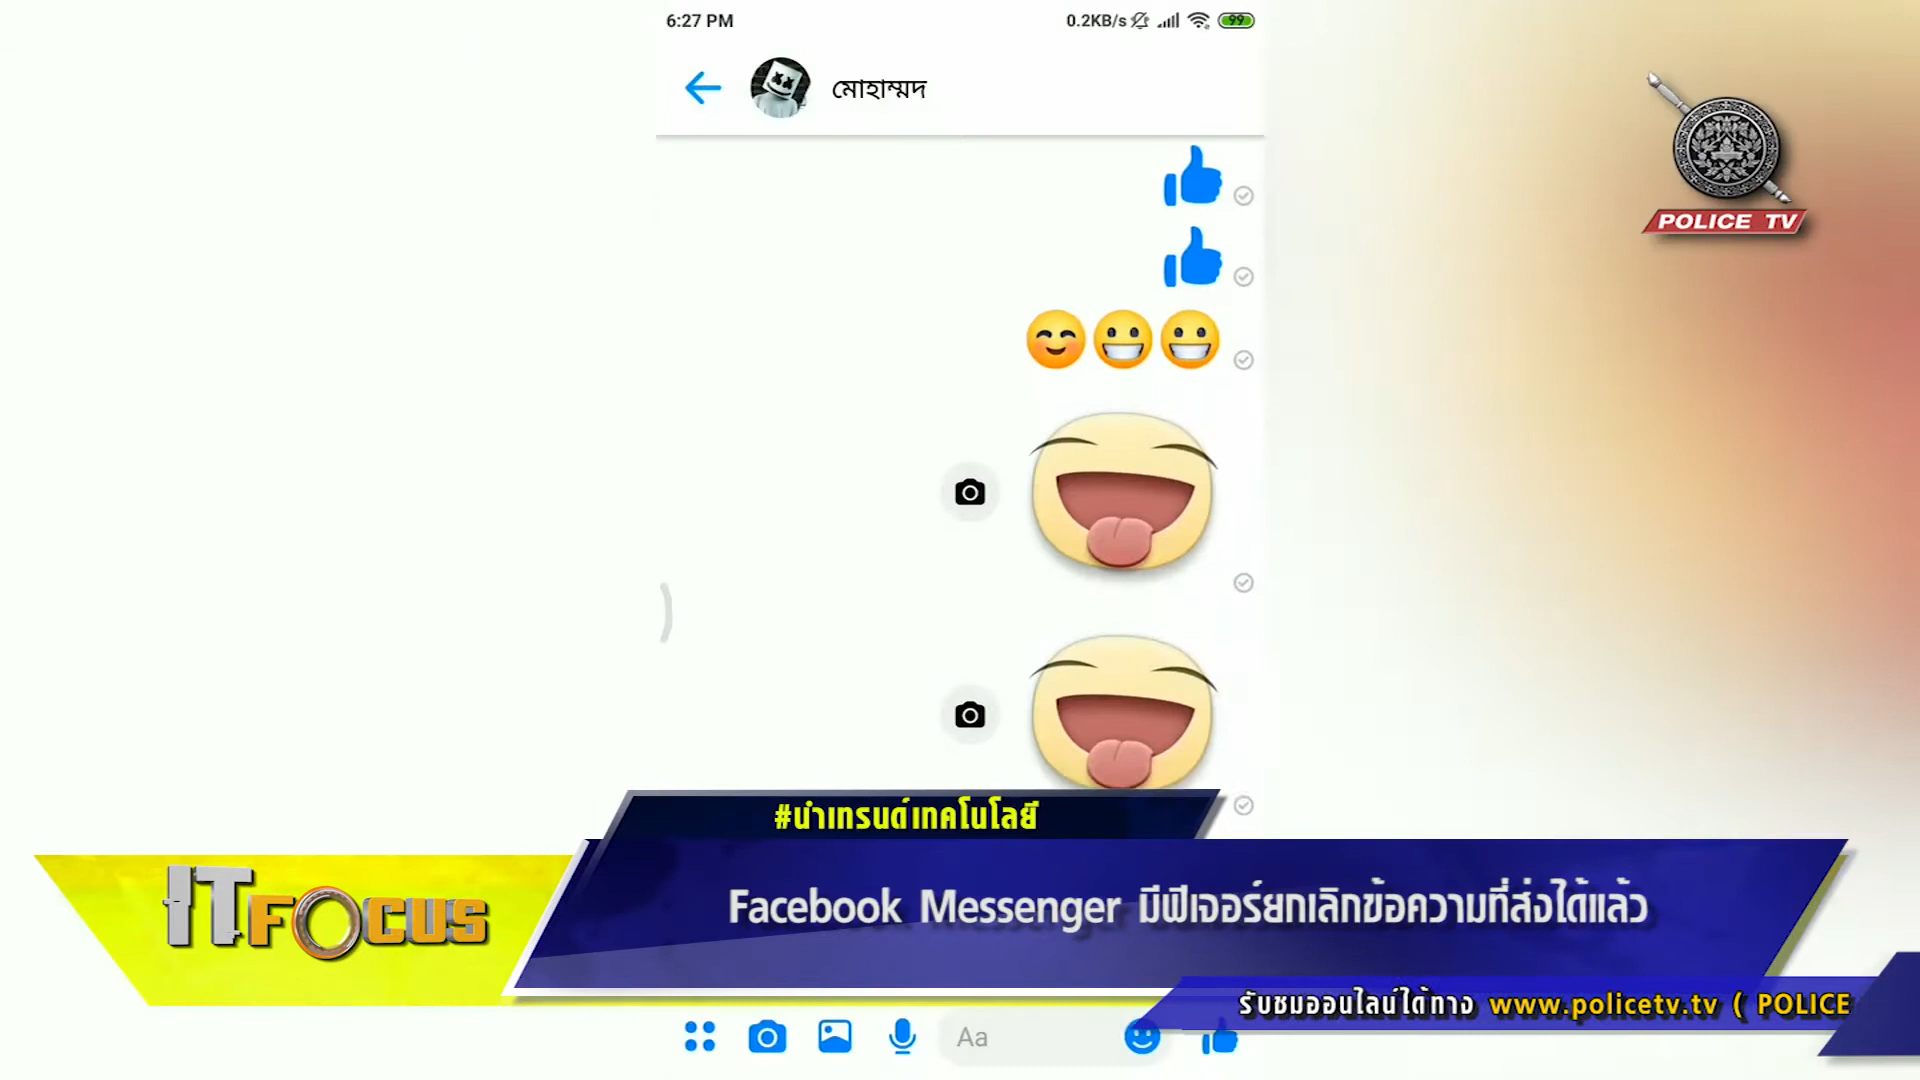 6:27 PM
0.2KB/s
99
মোহাম্মদ
POLICE TV
#นำเทรนด์เทคโนโลยี
IT FOCUS
Facebook Messenger มีฟีเจอร์ยกเลิกข้อความที่ส่งได้แล้ว
รับชมออนไลน์ได้ทาง www.policetv.tv ( POLICE
Aa